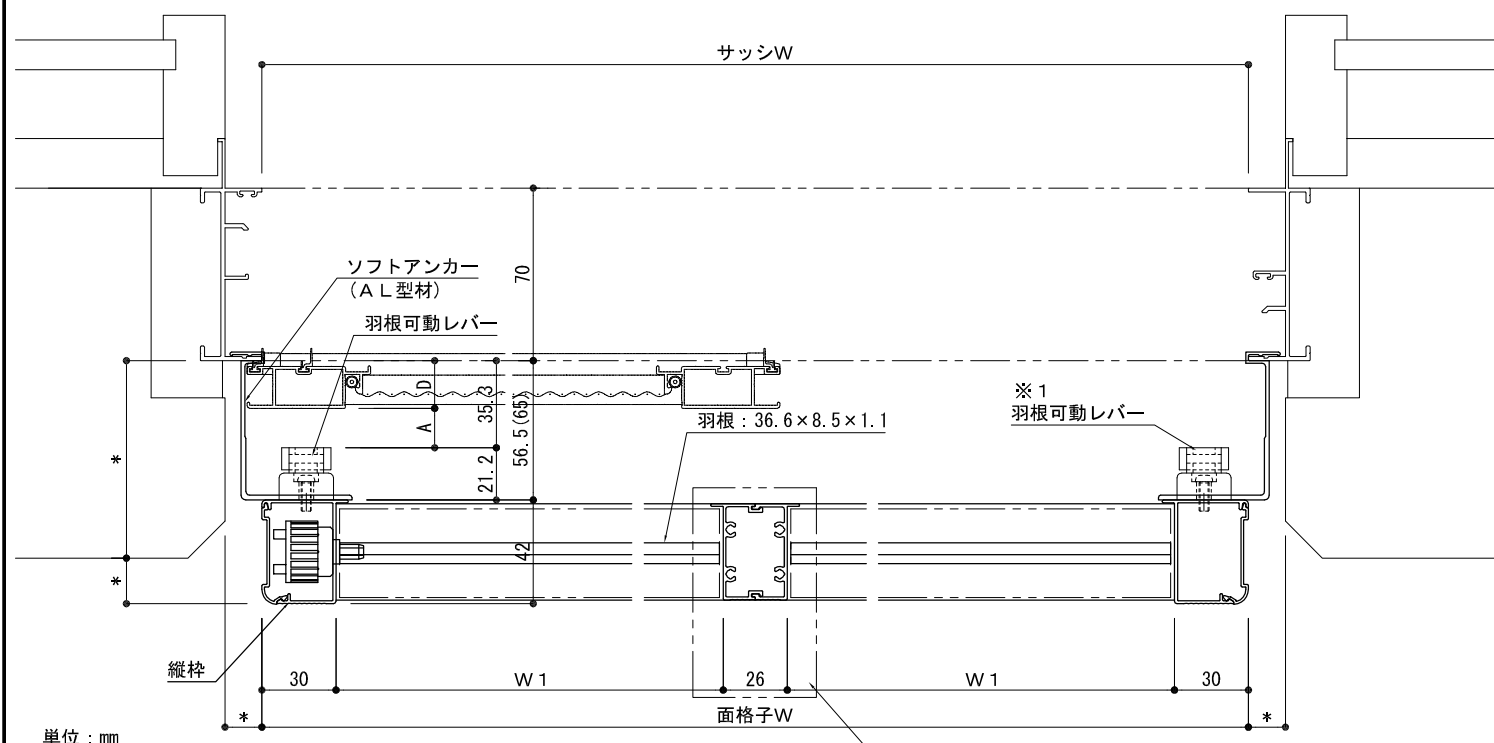 サッシW
70
ソフトアンカー
(AL型材)
羽根可動レバー
D
A
35.3
21.2
56.5(65)
42
羽根:36.6×8.5×1.1
※1
羽根可動レバー
*
*
縦枠
30
W1
26
W1
30
*
面格子W
*
単位:mm